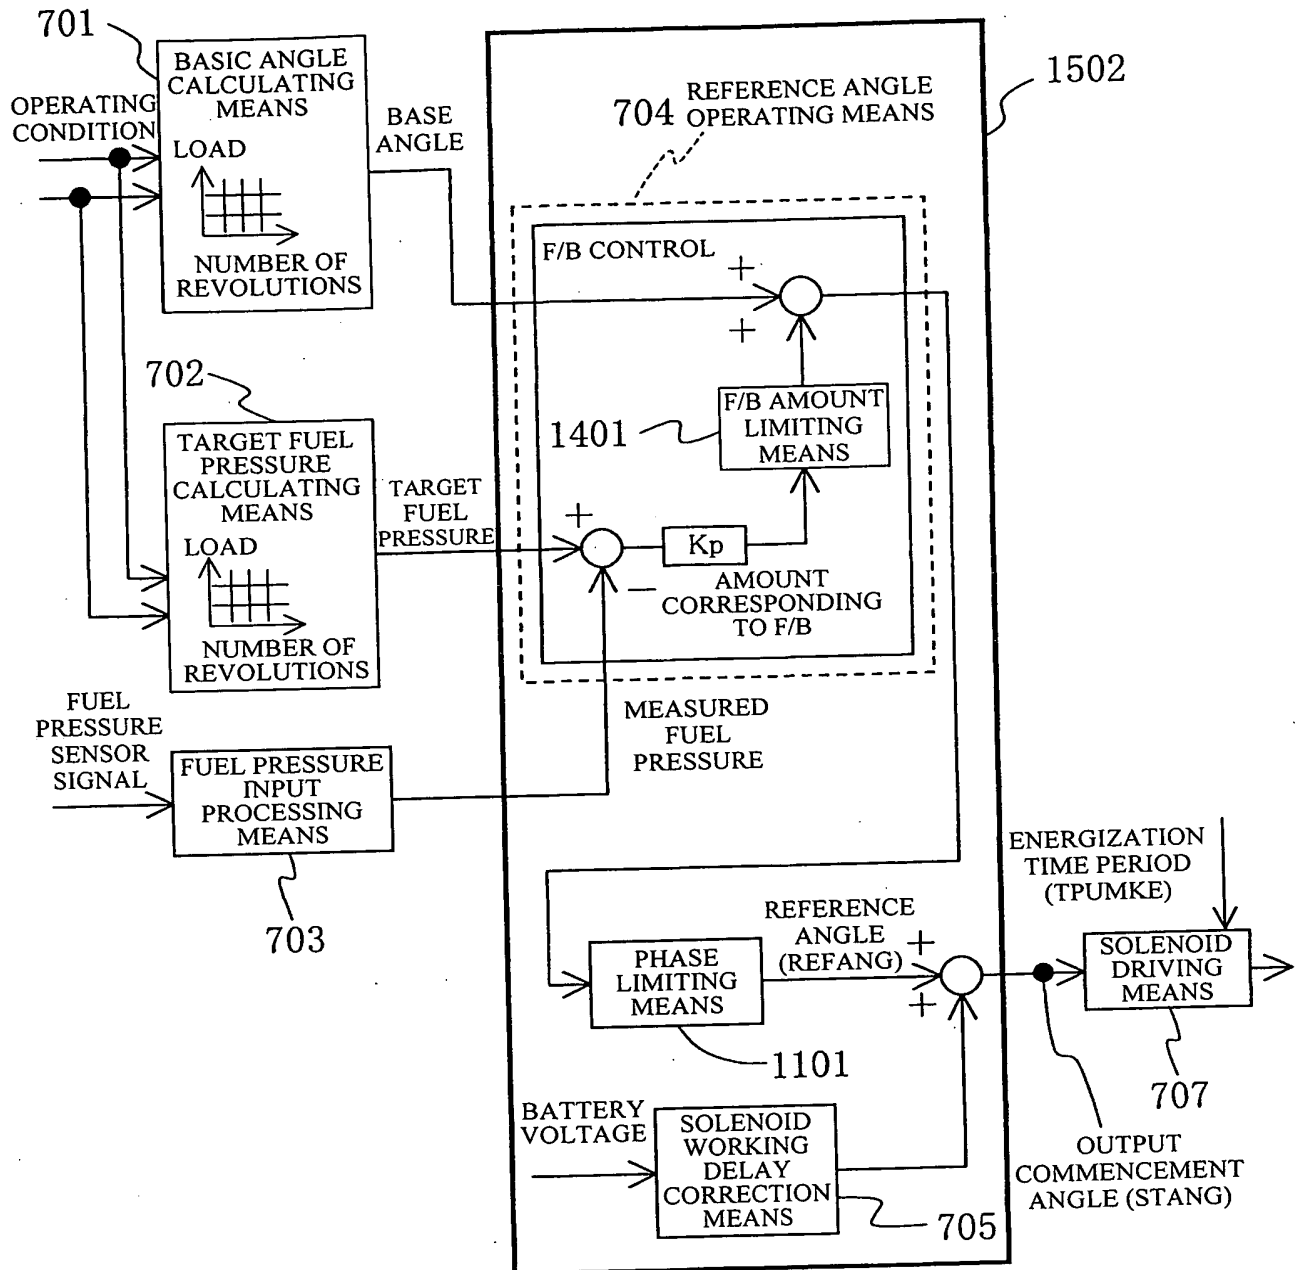 701
BASIC ANGLE
CALCULATING
MEANS
OPERATING
CONDITION
LOAD
NUMBER OF
REVOLUTIONS
BASE
ANGLE
704
REFERENCE ANGLE
OPERATING MEANS
1502
F/B CONTROL
+
+
F/B AMOUNT
LIMITING
MEANS
1401
702
TARGET FUEL
PRESSURE
CALCULATING
MEANS
LOAD
NUMBER OF
REVOLUTIONS
TARGET
FUEL
PRESSURE
+
−
Kp
AMOUNT
CORRESPONDING
TO F/B
FUEL
PRESSURE
SENSOR
SIGNAL
FUEL PRESSURE
INPUT
PROCESSING
MEANS
703
MEASURED
FUEL
PRESSURE
PHASE
LIMITING
MEANS
1101
REFERENCE
ANGLE
(REFANG)
+
+
ENERGIZATION
TIME PERIOD
(TPUMKE)
SOLENOID
DRIVING
MEANS
707
BATTERY
VOLTAGE
SOLENOID
WORKING
DELAY
CORRECTION
MEANS
705
OUTPUT
COMMENCEMENT
ANGLE (STANG)